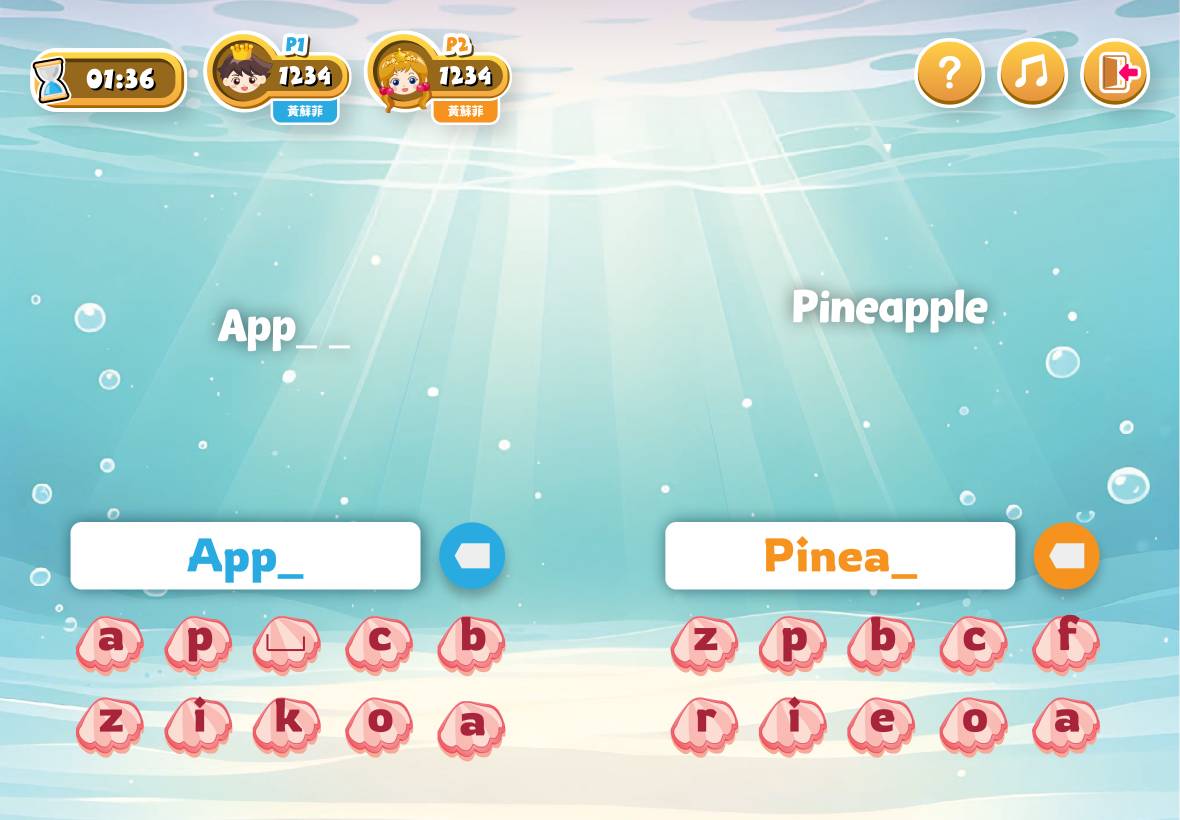 01:36
P1
1234
黃蘇菲
P2
1234
黃蘇菲
?
App_ _
Pineapple
App_
Pinea_
a p c b
z p b c f
z i k o a
r i e o a